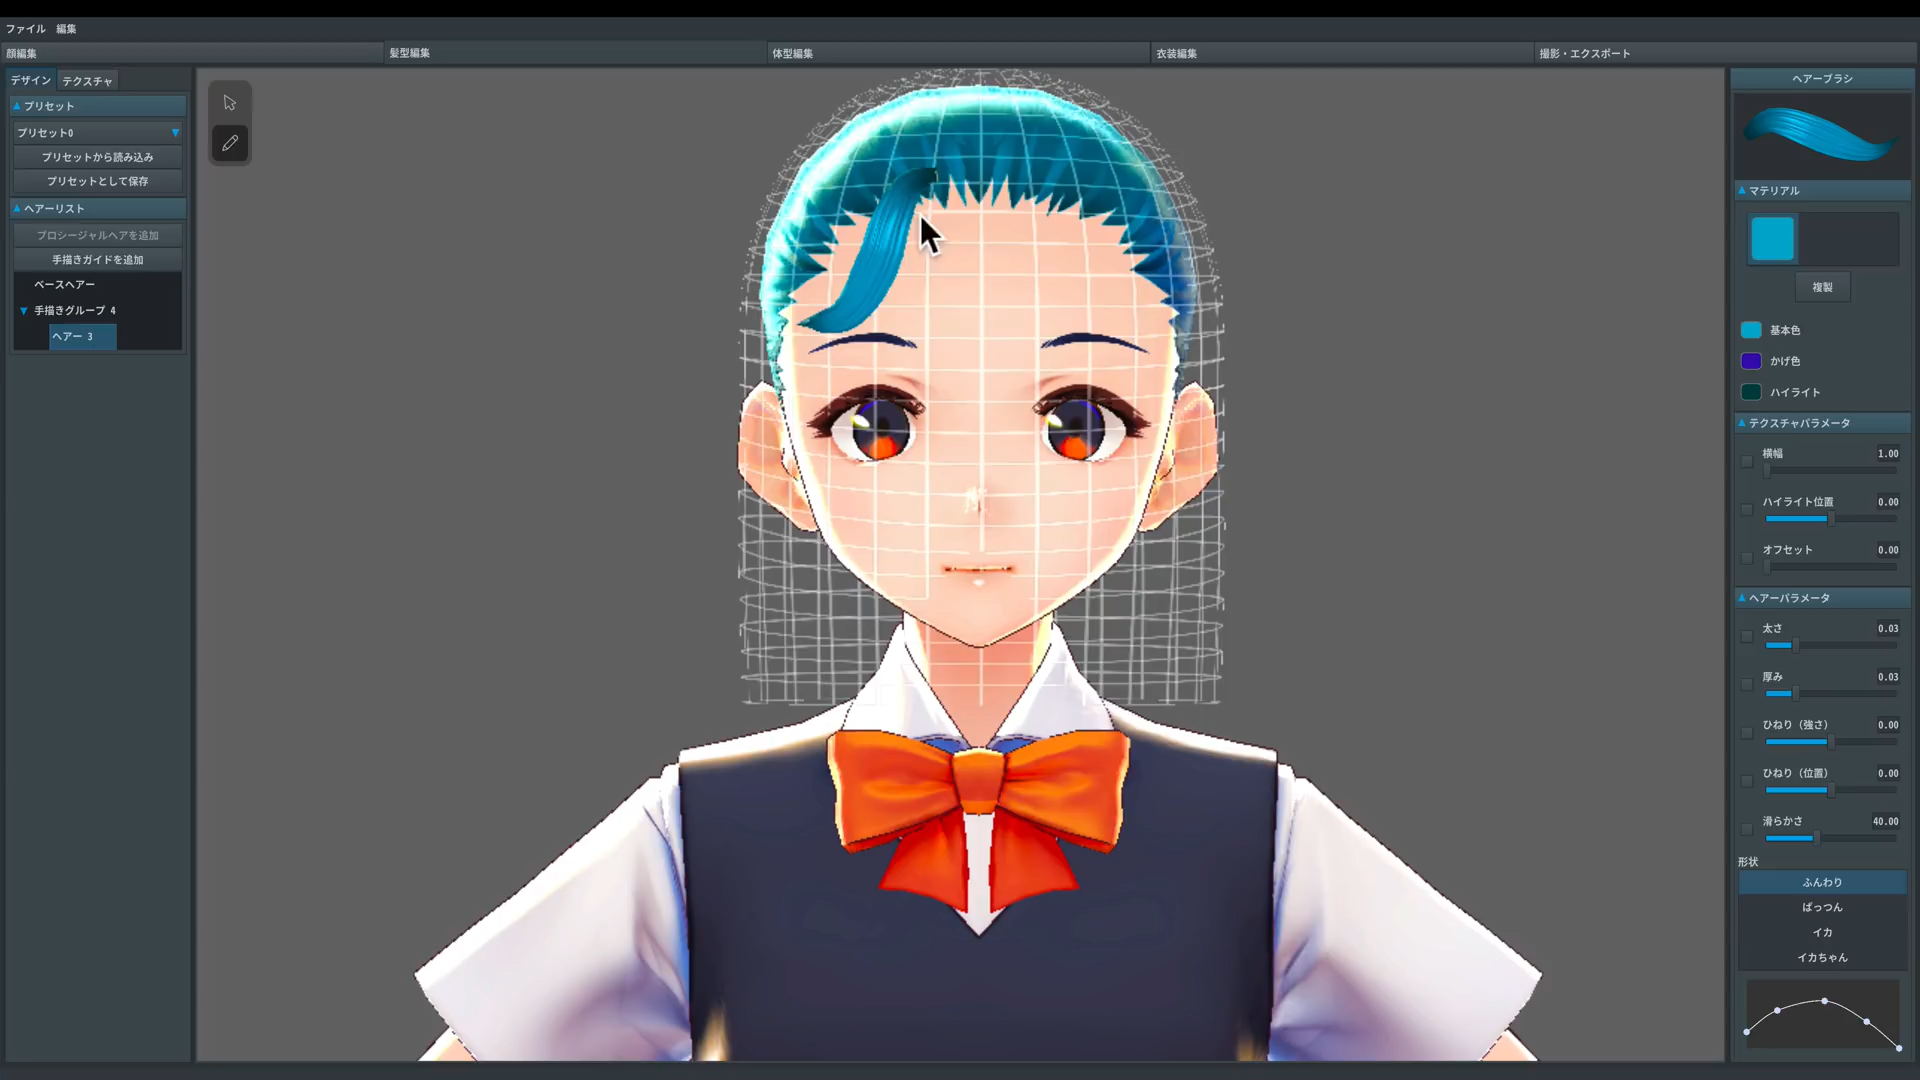 ファイル 編集
顔編集 髪型編集 体型編集 衣装編集 撮影・エクスポート
デザイン テクスチャ
プリセット
プリセット0
プリセットから読み込み
プリセットとして保存
ヘアーリスト
プロシージャルヘアを追加
手描きガイドを追加
ベースヘアー
手描きグループ 4
ヘアー 3
ヘアーブラシ
マテリアル
複製
基本色
かげ色
ハイライト
テクスチャパラメータ
横幅 1.00
ハイライト位置 0.00
オフセット 0.00
ヘアーパラメータ
太さ 0.03
厚み 0.03
ひねり（強さ） 0.00
ひねり（位置） 0.00
滑らかさ 40.00
形状
ふんわり
ぱっつん
イカ
イカちゃん